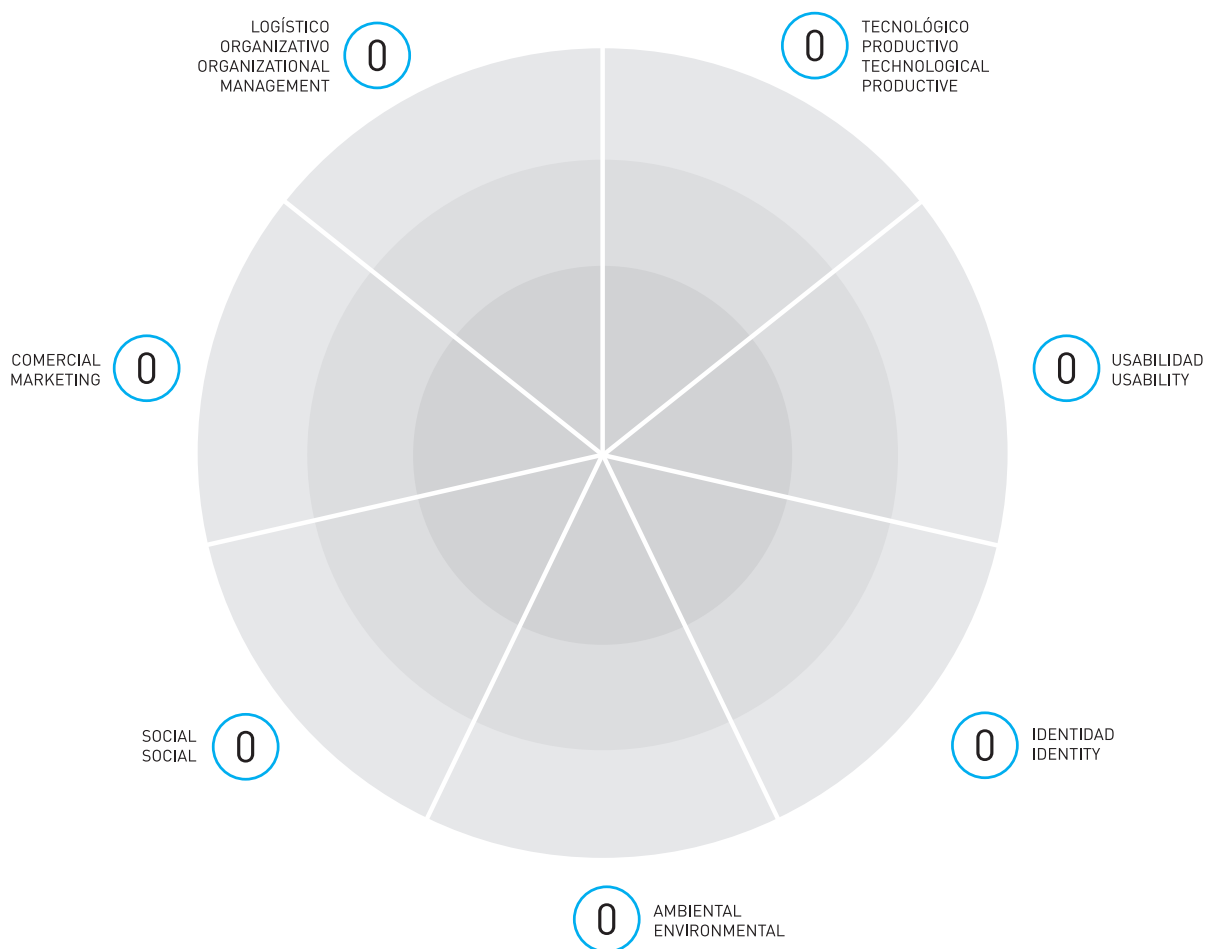 LOGÍSTICO
ORGANIZATIVO
ORGANIZATIONAL
MANAGEMENT
0
0
TECNOLÓGICO
PRODUCTIVO
TECHNOLOGICAL
PRODUCTIVE
COMERCIAL
MARKETING
0
0
USABILIDAD
USABILITY
SOCIAL
SOCIAL
0
0
IDENTIDAD
IDENTITY
0
AMBIENTAL
ENVIRONMENTAL